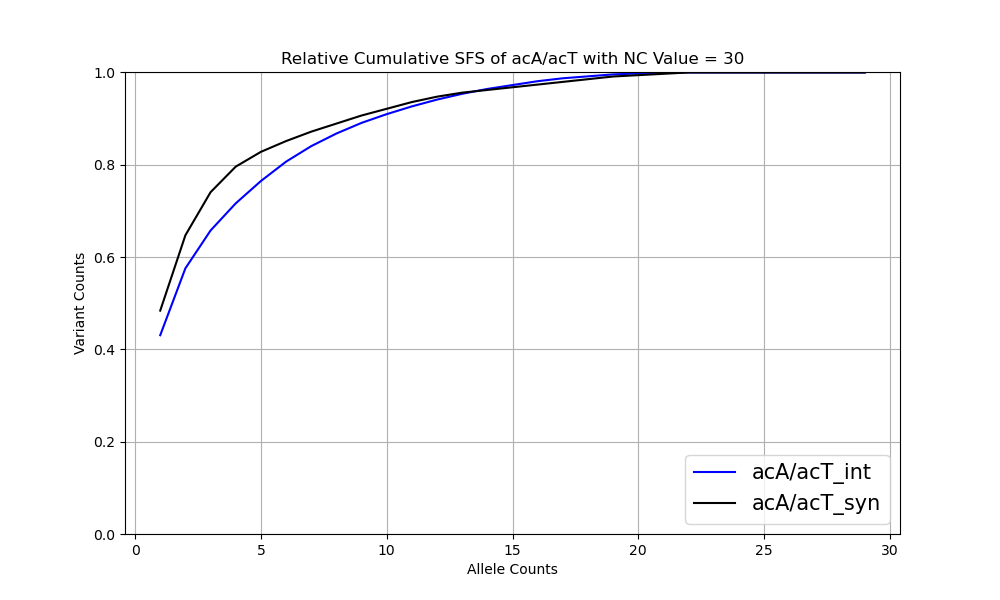 Relative Cumulative SFS of acA/acT with NC Value = 30
1.0
0.8
0.6
0.4
0.2
0.0
Variant Counts
acA/acT_int
acA/acT_syn
0 5 10 15 20 25 30
Allele Counts